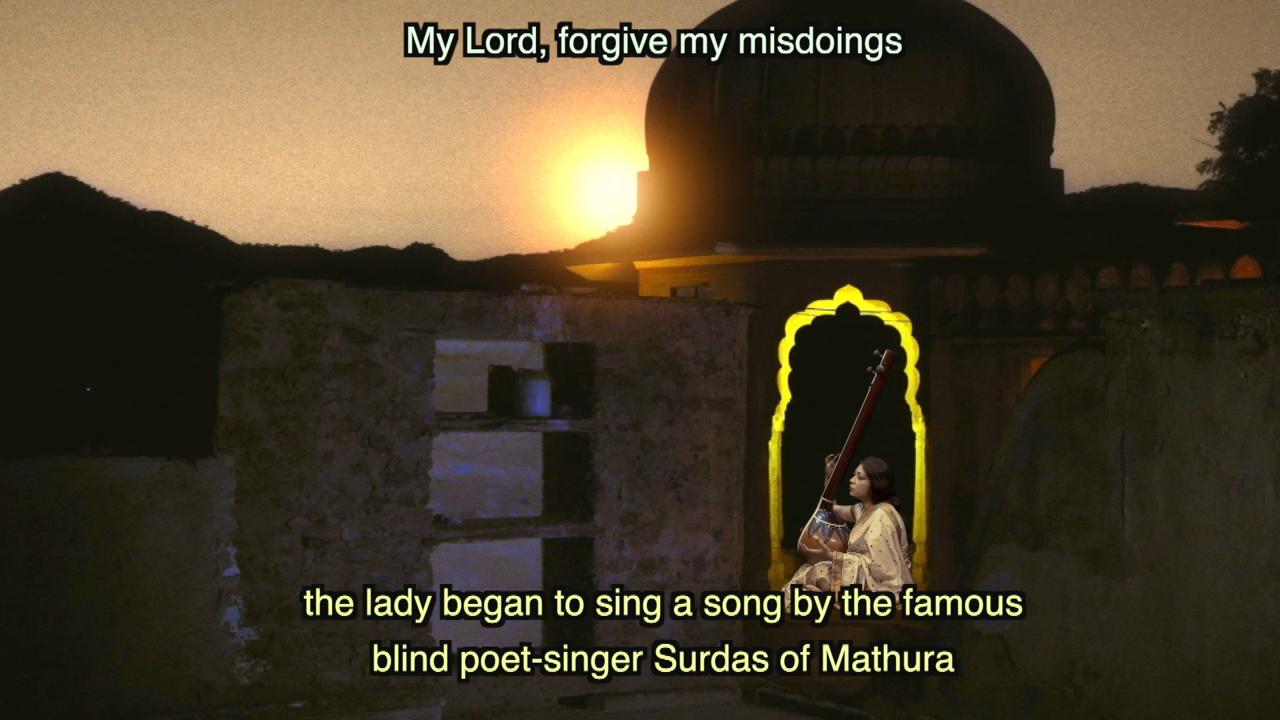 My Lord, forgive my misdoings
the lady began to sing a song by the famous
blind poet-singer Surdas of Mathura